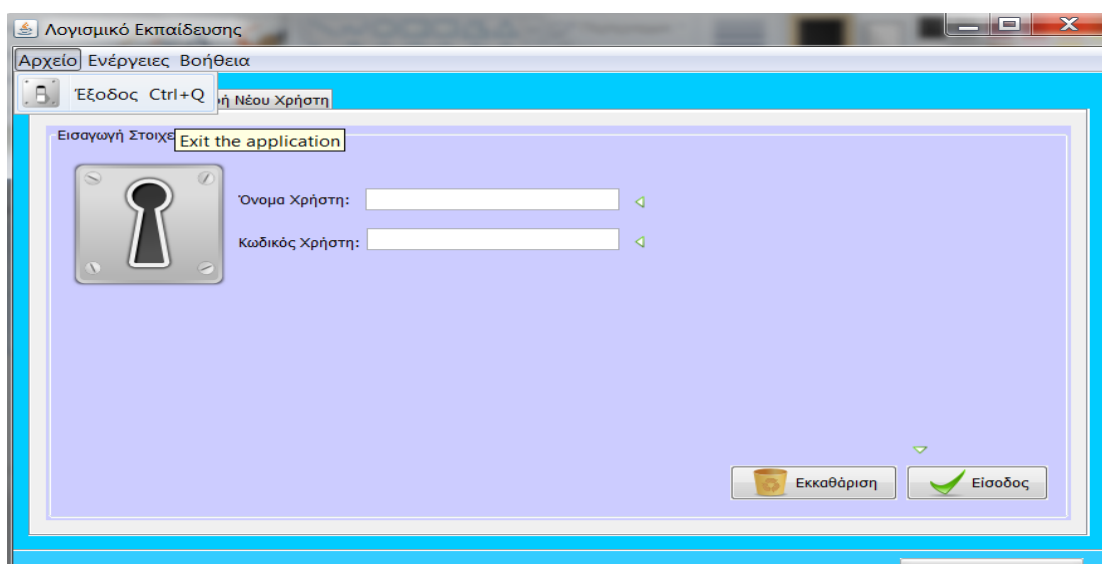 Λογισμικό Εκπαίδευσης
Αρχείο Ενέργειες Βοήθεια
Έξοδος Ctrl+Q
Νέου Χρήστη
Εισαγωγή
Exit the application
Όνομα Χρήστη:
Κωδικός Χρήστη:
Εκκαθάριση
Είσοδος